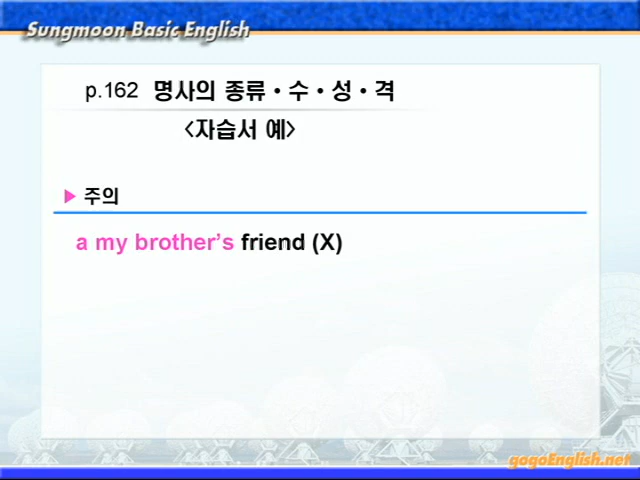 Sungmoon Basic English
p.162 명사의 종류・수・성・격
<자습서 예>
▶ 주의
a my brother's friend (X)
gogoEnglish.net